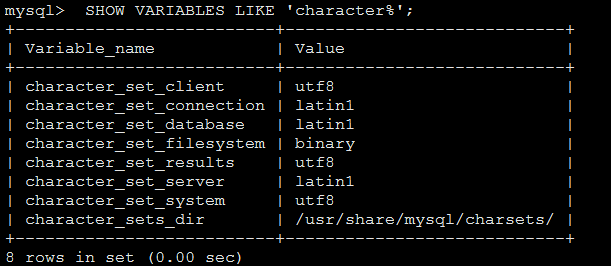 mysql>  SHOW VARIABLES LIKE 'character%';
+--------------------------+----------------------------+
| Variable_name            | Value                      |
+--------------------------+----------------------------+
| character_set_client     | utf8                       |
| character_set_connection | latin1                     |
| character_set_database   | latin1                     |
| character_set_filesystem | binary                     |
| character_set_results    | utf8                       |
| character_set_server     | latin1                     |
| character_set_system     | utf8                       |
| character_sets_dir       | /usr/share/mysql/charsets/ |
+--------------------------+----------------------------+
8 rows in set (0.00 sec)